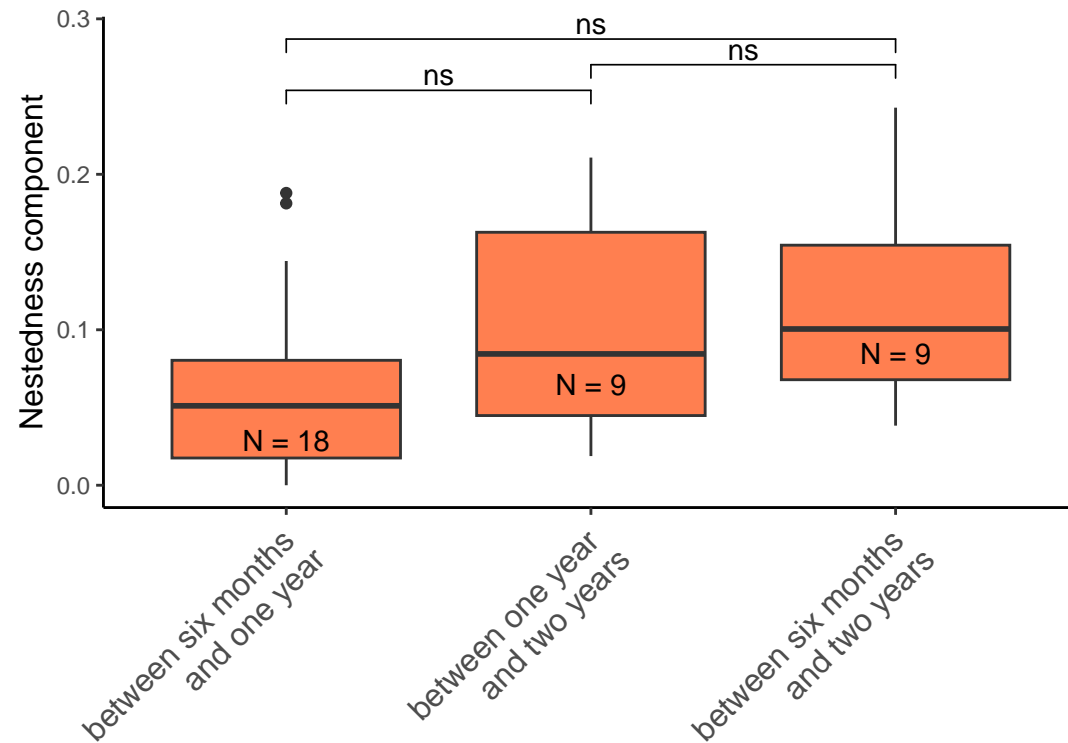 0.3
0.2
0.1
0.0
Nestedness component
ns
ns
ns
N = 18
N = 9
N = 9
between six months
and one year
between one year
and two years
between six months
and two years